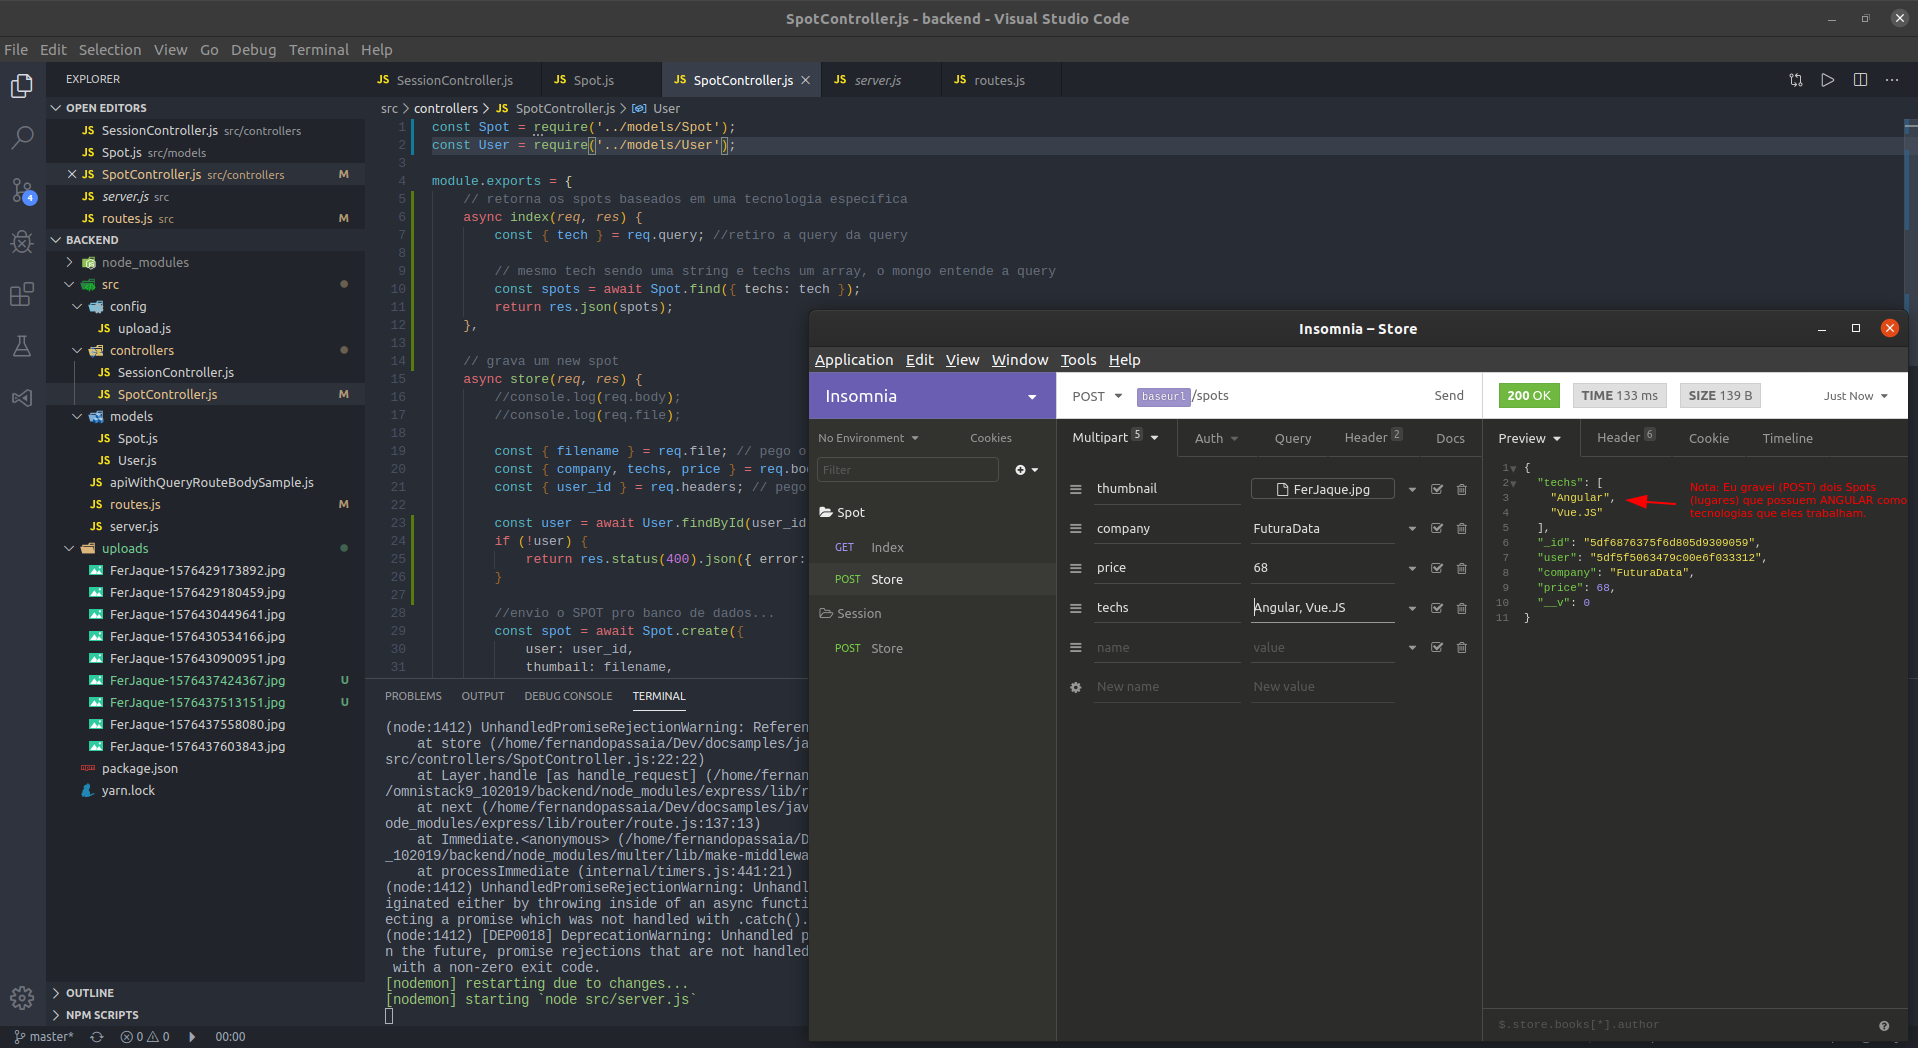 SpotController.js - backend - Visual Studio Code
File Edit Selection View Go Debug Terminal Help
EXPLORER
OPEN EDITORS
SessionController.js src/controllers
Spot.js src/models
SpotController.js src/controllers M
server.js src
routes.js src M
4
BACKEND
node_modules
src
config
upload.js
controllers
SessionController.js
SpotController.js M
models
Spot.js
User.js
apiWithQueryRouteBodySample.js
routes.js
server.js
uploads
FerJaque-1576429173892.jpg
FerJaque-1576429180459.jpg
FerJaque-1576430449641.jpg
FerJaque-1576430534166.jpg
FerJaque-1576430900951.jpg
FerJaque-1576437424367.jpg U
FerJaque-1576437513151.jpg U
FerJaque-1576437558080.jpg
FerJaque-1576437603843.jpg
package.json
yarn.lock
OUTLINE
NPM SCRIPTS
master* 0 0 00:00
JS SessionController.js JS Spot.js JS SpotController.js JS server.js JS routes.js
src > controllers > JS SpotController.js > User
1 const Spot = require('../models/Spot');
2 const User = require('../models/User');
3
4 module.exports = {
5 // retorna os spots baseados em uma tecnologia específica
6 async index(req, res) {
7 const { tech } = req.query; //retiro a query da query
8
9 // mesmo tech sendo uma string e techs um array, o mongo entende a query
10 const spots = await Spot.find({ techs: tech });
11 return res.json(spots);
12 },
13
14 // grava um new spot
15 async store(req, res) {
16 //console.log(req.body);
17 //console.log(req.file);
18
19 const { filename } = req.file; // pego o
20 const { company, techs, price } = req.bo
21 const { user_id } = req.headers; // pego
22
23 const user = await User.findById(user_id
24 if (!user) {
25 return res.status(400).json({ error:
26 }
27
28 //envio o SPOT pro banco de dados...
29 const spot = await Spot.create({
30 user: user_id,
31 thumbail: filename,
PROBLEMS OUTPUT DEBUG CONSOLE TERMINAL
(node:1412) UnhandledPromiseRejectionWarning: Referen
at store (/home/fernandopassaia/Dev/docsamples/ja
src/controllers/SpotController.js:22:22)
at Layer.handle [as handle_request] (/home/fernan
/omnistack9_102019/backend/node_modules/express/lib/r
at next (/home/fernandopassaia/Dev/docsamples/jav
ode_modules/express/lib/router/route.js:137:13)
at Immediate.<anonymous> (/home/fernandopassaia/D
_102019/backend/node_modules/multer/lib/make-middlewa
at processImmediate (internal/timers.js:441:21)
(node:1412) UnhandledPromiseRejectionWarning: Unhandl
iginated either by throwing inside of an async functi
ecting a promise which was not handled with .catch().
(node:1412) [DEP0018] DeprecationWarning: Unhandled p
n the future, promise rejections that are not handled
with a non-zero exit code.
[nodemon] restarting due to changes...
[nodemon] starting `node src/server.js`
Insomnia – Store
Application Edit View Window Tools Help
Insomnia
No Environment Cookies
Filter
Spot
GET Index
POST Store
Session
POST Store
POST baseurl/spots Send
Multipart 5 Auth Query Header 2 Docs
thumbnail FerJaque.jpg
company FuturaData
price 68
techs Angular, Vue.JS
name value
New name New value
200 OK TIME 133 ms SIZE 139 B Just Now
Preview Header 6 Cookie Timeline
1 {
2 "techs": [
3 "Angular",
4 "Vue.JS"
5 ],
6 "_id": "5df6876375f6d805d9309059",
7 "user": "5df5f5063479c00e6f033312",
8 "company": "FuturaData",
9 "price": 68,
10 "__v": 0
11 }
Nota: Eu gravei (POST) dois Spots
(lugares) que possuem ANGULAR como
tecnologias que eles trabalham.
$.store.books[*].author